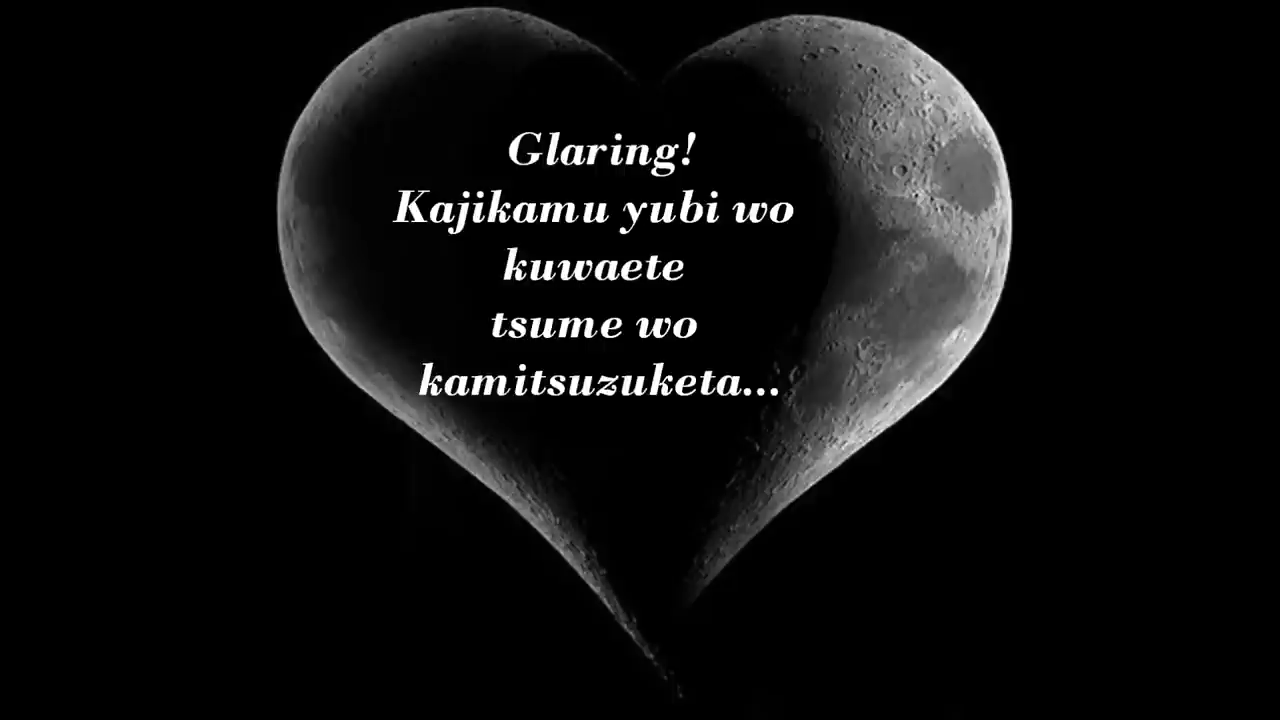 Glaring!
Kajikamu yubi wo
kuwaete
tsume wo
kamitsuzuketa...